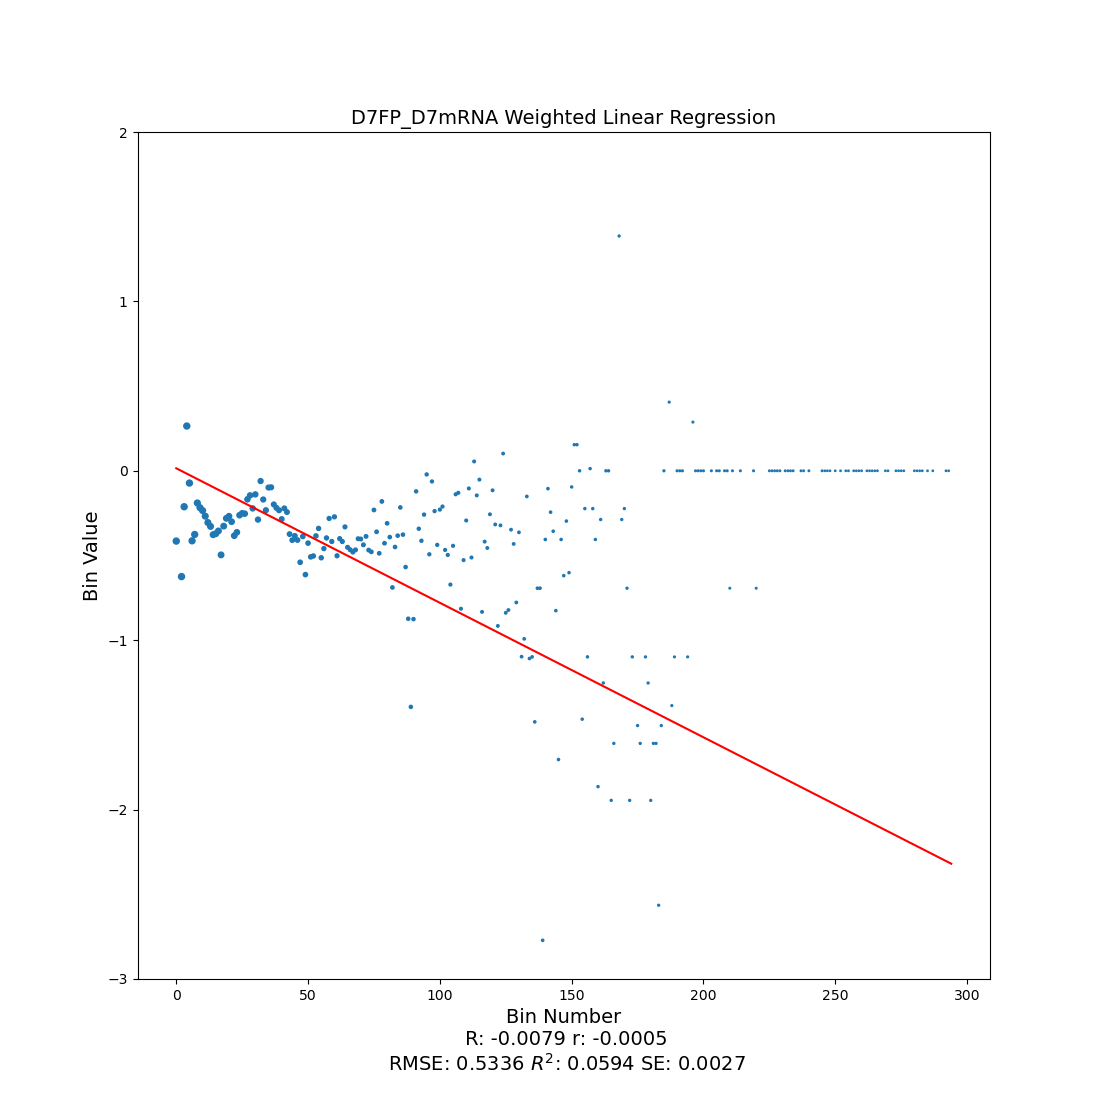 D7FP_D7mRNA Weighted Linear Regression
2
1
0
−1
−2
−3
Bin Value
0 50 100 150 200 250 300
Bin Number
R: -0.0079 r: -0.0005
RMSE: 0.5336 R²: 0.0594 SE: 0.0027